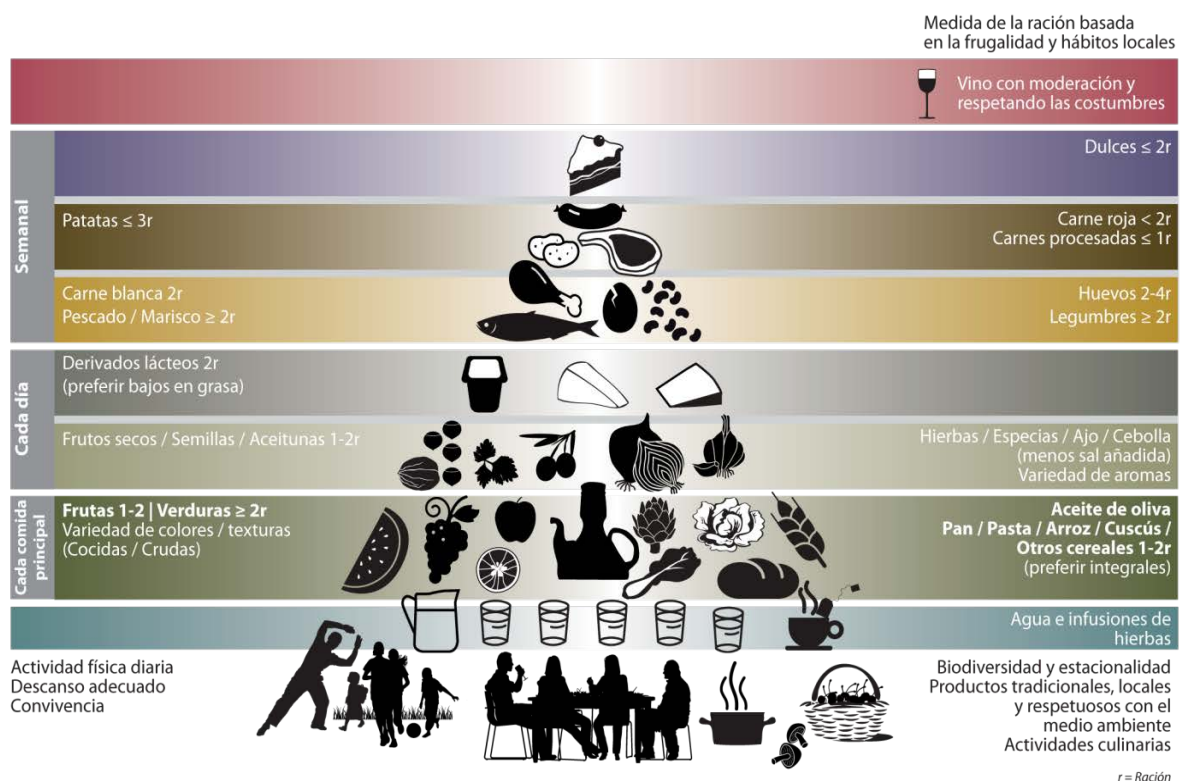 Medida de la ración basada
en la frugalidad y hábitos locales
Vino con moderación y
respetando las costumbres
Semanal
Dulces ≤ 2r
Patatas ≤ 3r
Carne roja < 2r
Carnes procesadas ≤ 1r
Carne blanca 2r
Pescado / Marisco ≥ 2r
Huevos 2-4r
Legumbres ≥ 2r
Cada día
Derivados lácteos 2r
(preferir bajos en grasa)
Frutos secos / Semillas / Aceitunas 1-2r
Hierbas / Especias / Ajo / Cebolla
(menos sal añadida)
Variedad de aromas
Cada comida
principal
Frutas 1-2 | Verduras ≥ 2r
Variedad de colores / texturas
(Cocidas / Crudas)
Aceite de oliva
Pan / Pasta / Arroz / Cuscús /
Otros cereales 1-2r
(preferir integrales)
Agua e infusiones de
hierbas
Actividad física diaria
Descanso adecuado
Convivencia
Biodiversidad y estacionalidad
Productos tradicionales, locales
y respetuosos con el
medio ambiente
Actividades culinarias
r = Ración